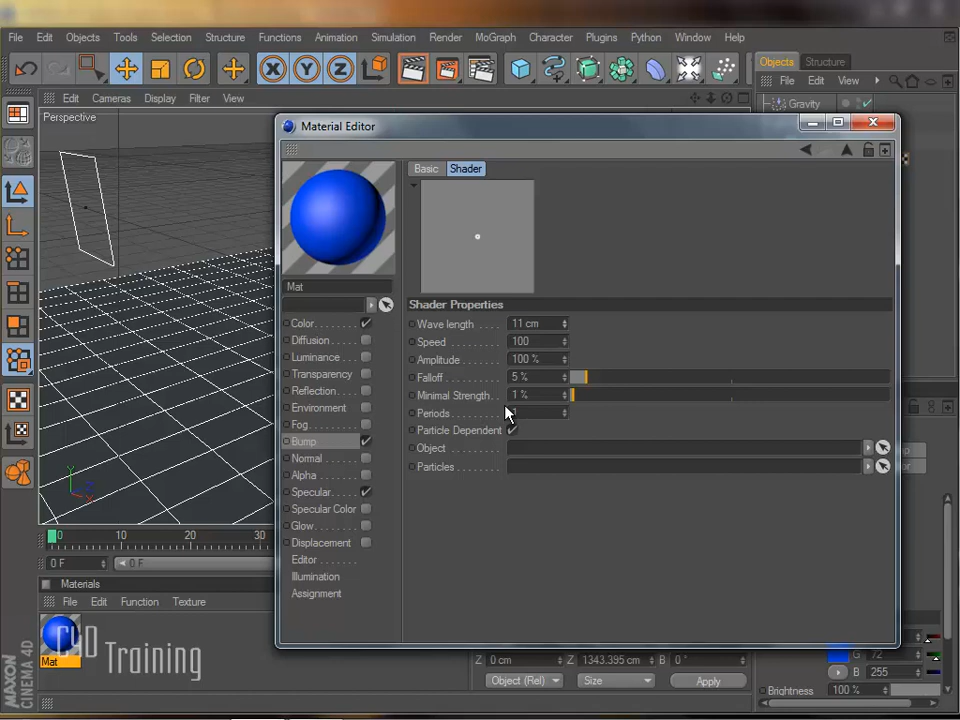 File Edit Objects Tools Selection Structure Functions Animation Simulation Render MoGraph Character Plugins Python Window Help
X Y Z
Objects Structure
Edit Cameras Display Filter View
File Edit View
Perspective
Gravity
Material Editor
Basic Shader
Mat
Shader Properties
Wave length 11 cm
Speed 100
Amplitude 100 %
Falloff 5 %
Minimal Strength 1 %
Periods
Particle Dependent
Object
Particles
Color
Diffusion
Luminance
Transparency
Reflection
Environment
Fog
Bump
Normal
Alpha
Specular
Specular Color
Glow
Displacement
Editor
Illumination
Assignment
Y
Z
X
0 10 20 30
0 F 0 F
Materials
File Edit Function Texture
Mat
C4D Training
MAXON
CINEMA 4D
Z 0 cm Z 1343.395 cm B 0 °
Object (Rel) Size Apply
G 72
B 255
Brightness 100 %